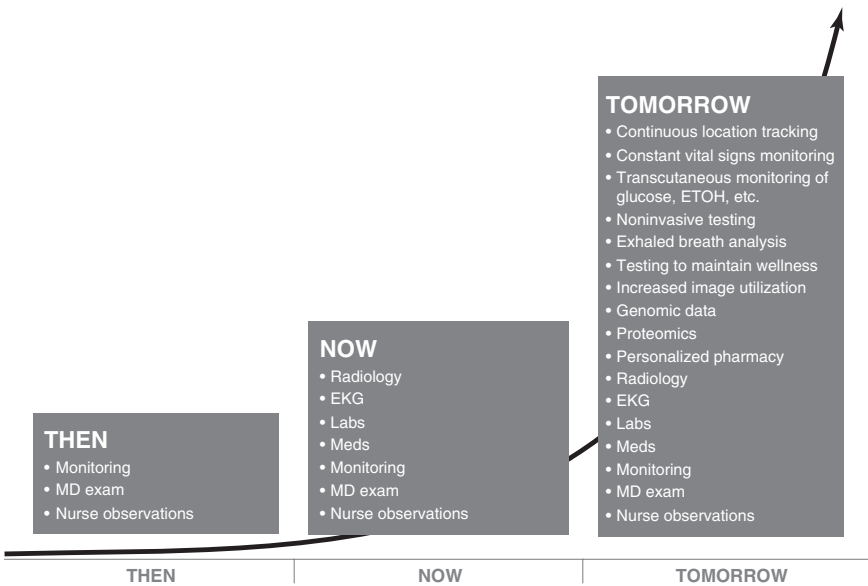 THEN
• Monitoring
• MD exam
• Nurse observations
NOW
• Radiology
• EKG
• Labs
• Meds
• Monitoring
• MD exam
• Nurse observations
TOMORROW
• Continuous location tracking
• Constant vital signs monitoring
• Transcutaneous monitoring of
glucose, ETOH, etc.
• Noninvasive testing
• Exhaled breath analysis
• Testing to maintain wellness
• Increased image utilization
• Genomic data
• Proteomics
• Personalized pharmacy
• Radiology
• EKG
• Labs
• Meds
• Monitoring
• MD exam
• Nurse observations
THEN
NOW
TOMORROW